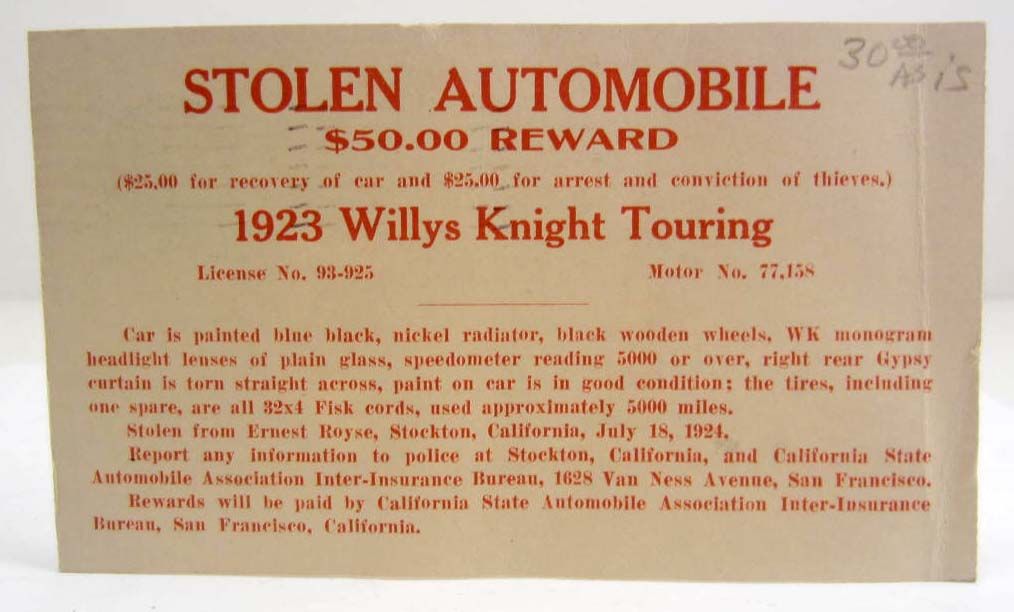 30 00
AS is
STOLEN AUTOMOBILE
$50.00 REWARD
($25.00 for recovery of car and $25.00 for arrest and conviction of thieves.)
1923 Willys Knight Touring
License No. 93-925 Motor No. 77,158
Car is painted blue black, nickel radiator, black wooden wheels, WK monogram
headlight lenses of plain glass, speedometer reading 5000 or over, right rear Gypsy
curtain is torn straight across, paint on car is in good condition; the tires, including
one spare, are all 32x4 Fisk cords, used approximately 5000 miles.
Stolen from Ernest Royse, Stockton, California, July 18, 1924.
Report any information to police at Stockton, California, and California State
Automobile Association Inter-Insurance Bureau, 1628 Van Ness Avenue, San Francisco.
Rewards will be paid by California State Automobile Association Inter-Insurance
Bureau, San Francisco, California.